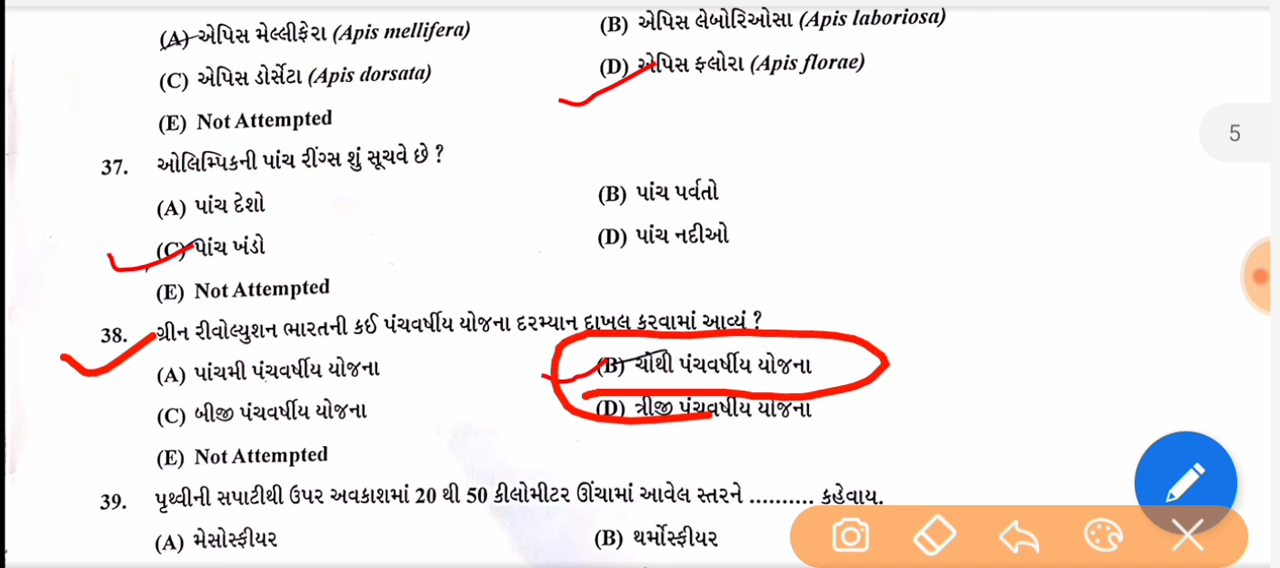 (A) એપિસ મેલ્લીફેરા (Apis mellifera) (B) એપિસ લેબોરિઓસા (Apis laboriosa)
(C) એપિસ ડોર્સેટા (Apis dorsata) (D) એપિસ ફ્લોરા (Apis florae)
(E) Not Attempted
5
37. ઓલિમ્પિકની પાંચ રીંગ્સ શું સૂચવે છે ?
(A) પાંચ દેશો (B) પાંચ પર્વતો
(C) પાંચ ખંડો (D) પાંચ નદીઓ
(E) Not Attempted
38. ગ્રીન રીવોલ્યુશન ભારતની કઈ પંચવર્ષીય યોજના દરમ્યાન દાખલ કરવામાં આવ્યું ?
(A) પાંચમી પંચવર્ષીય યોજના (B) ચોથી પંચવર્ષીય યોજના
(C) બીજી પંચવર્ષીય યોજના (D) ત્રીજી પંચવર્ષીય યોજના
(E) Not Attempted
39. પૃથ્વીની સપાટીથી ઉપર અવકાશમાં 20 થી 50 કીલોમીટર ઊંચામાં આવેલ સ્તરને .......... કહેવાય.
(A) મેસોસ્ફીયર (B) થર્મોસ્ફીયર